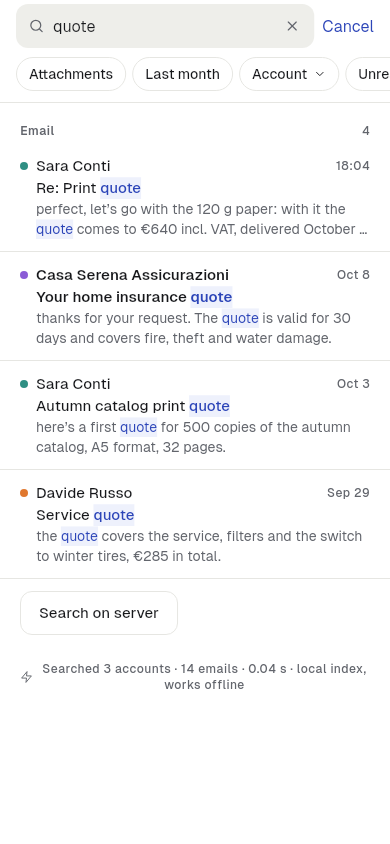 quote
Cancel
Attachments
Last month
Account
Unre
Email 4
Sara Conti 18:04
Re: Print quote
perfect, let's go with the 120 g paper: with it the
quote comes to €640 incl. VAT, delivered October …
Casa Serena Assicurazioni Oct 8
Your home insurance quote
thanks for your request. The quote is valid for 30
days and covers fire, theft and water damage.
Sara Conti Oct 3
Autumn catalog print quote
here's a first quote for 500 copies of the autumn
catalog, A5 format, 32 pages.
Davide Russo Sep 29
Service quote
the quote covers the service, filters and the switch
to winter tires, €285 in total.
Search on server
Searched 3 accounts · 14 emails · 0.04 s · local index,
works offline